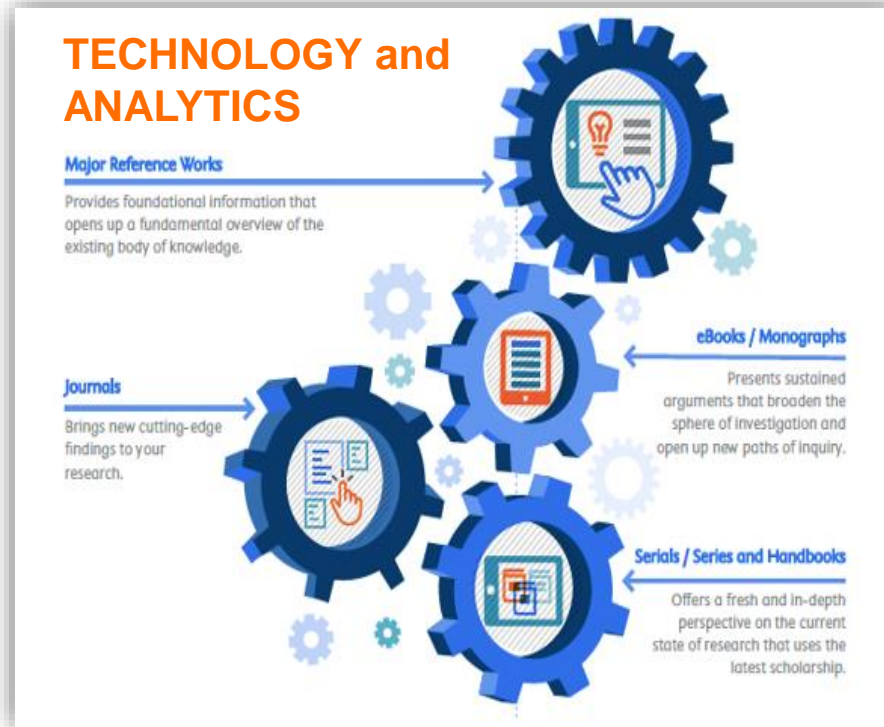 TECHNOLOGY and
ANALYTICS
Major Reference Works
Provides foundational information that
opens up a fundamental overview of the
existing body of knowledge.
eBooks / Monographs
Presents sustained
arguments that broaden the
sphere of investigation and
open up new paths of inquiry.
Journals
Brings new cutting-edge
findings to your
research.
Serials / Series and Handbooks
Offers a fresh and in-depth
perspective on the current
state of research that uses the
latest scholarship.